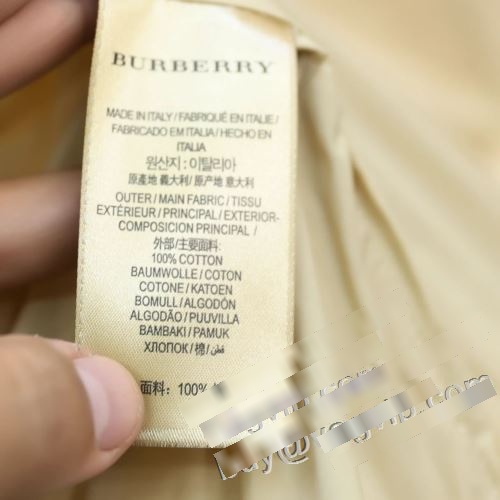 BURBERRY
MADE IN ITALY / FABRIQUÉ EN ITALIE /
FABRICADO EM ITALIA / HECHO EN
ITALIA
원산지 : 이탈리아
原產地 義大利 / 原产地 意大利
OUTER / MAIN FABRIC / TISSU
EXTÉRIEUR / PRINCIPAL / EXTERIOR-
COMPOSICION PRINCIPAL /
外部 / 主要面料:
100% COTTON
BAUMWOLLE / COTON
COTONE / KATOEN
BOMULL / ALGODÓN
ALGODÃO / PUUVILLA
BAMBAKI / PAMUK
ХЛОПОК / 棉 / قطن
面料: 100%